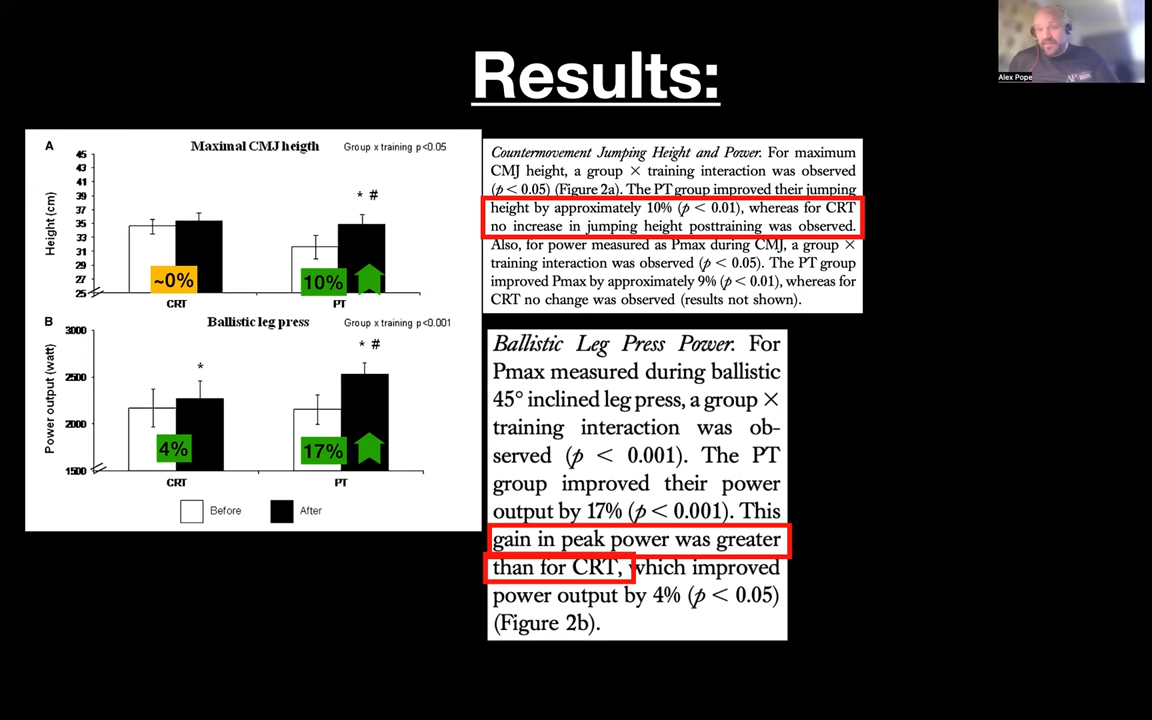 Results:
Alex Pope
A
Maximal CMJ heigth
Group x training p<0.05
Height (cm)
45
43
41
39
37
35
33
31
29
27
25
* #
~0%
10%
CRT
PT
B
Ballistic leg press
Group x training p<0.001
Power output (watt)
3000
2500
2000
1500
*
* #
4%
17%
CRT
PT
Before
After
Countermovement Jumping Height and Power. For maximum
CMJ height, a group × training interaction was observed
(p < 0.05) (Figure 2a). The PT group improved their jumping
height by approximately 10% (p < 0.01), whereas for CRT
no increase in jumping height posttraining was observed.
Also, for power measured as Pmax during CMJ, a group ×
training interaction was observed (p < 0.05). The PT group
improved Pmax by approximately 9% (p < 0.01), whereas for
CRT no change was observed (results not shown).
Ballistic Leg Press Power. For
Pmax measured during ballistic
45° inclined leg press, a group ×
training interaction was ob-
served (p < 0.001). The PT
group improved their power
output by 17% (p < 0.001). This
gain in peak power was greater
than for CRT, which improved
power output by 4% (p < 0.05)
(Figure 2b).